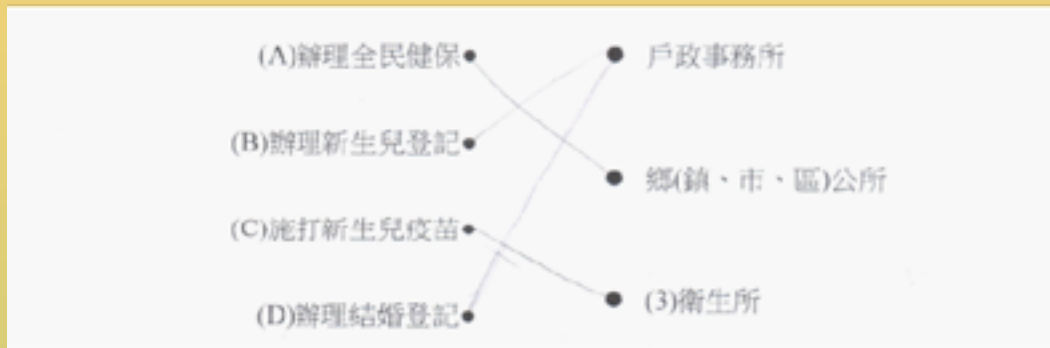 (A)辦理全民健保
戶政事務所
(B)辦理新生兒登記
鄉(鎮、市、區)公所
(C)施打新生兒疫苗
(3)衛生所
(D)辦理結婚登記